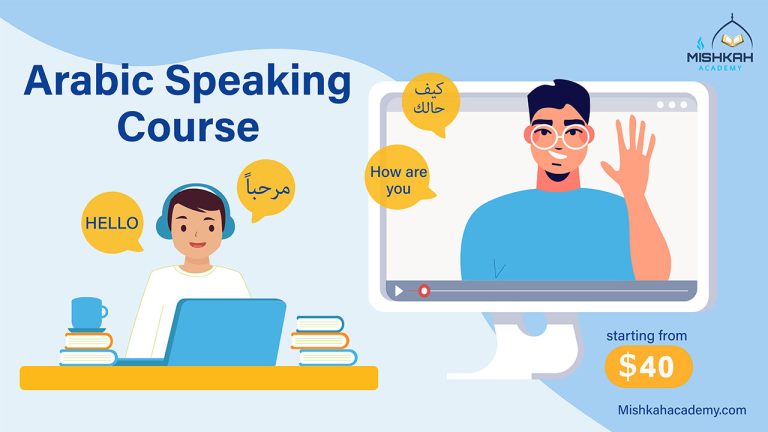 MISHKAH
ACADEMY
Arabic Speaking
Course
كيف
حالك
How are
you
HELLO
مرحباً
starting from
$40
Mishkahacademy.com